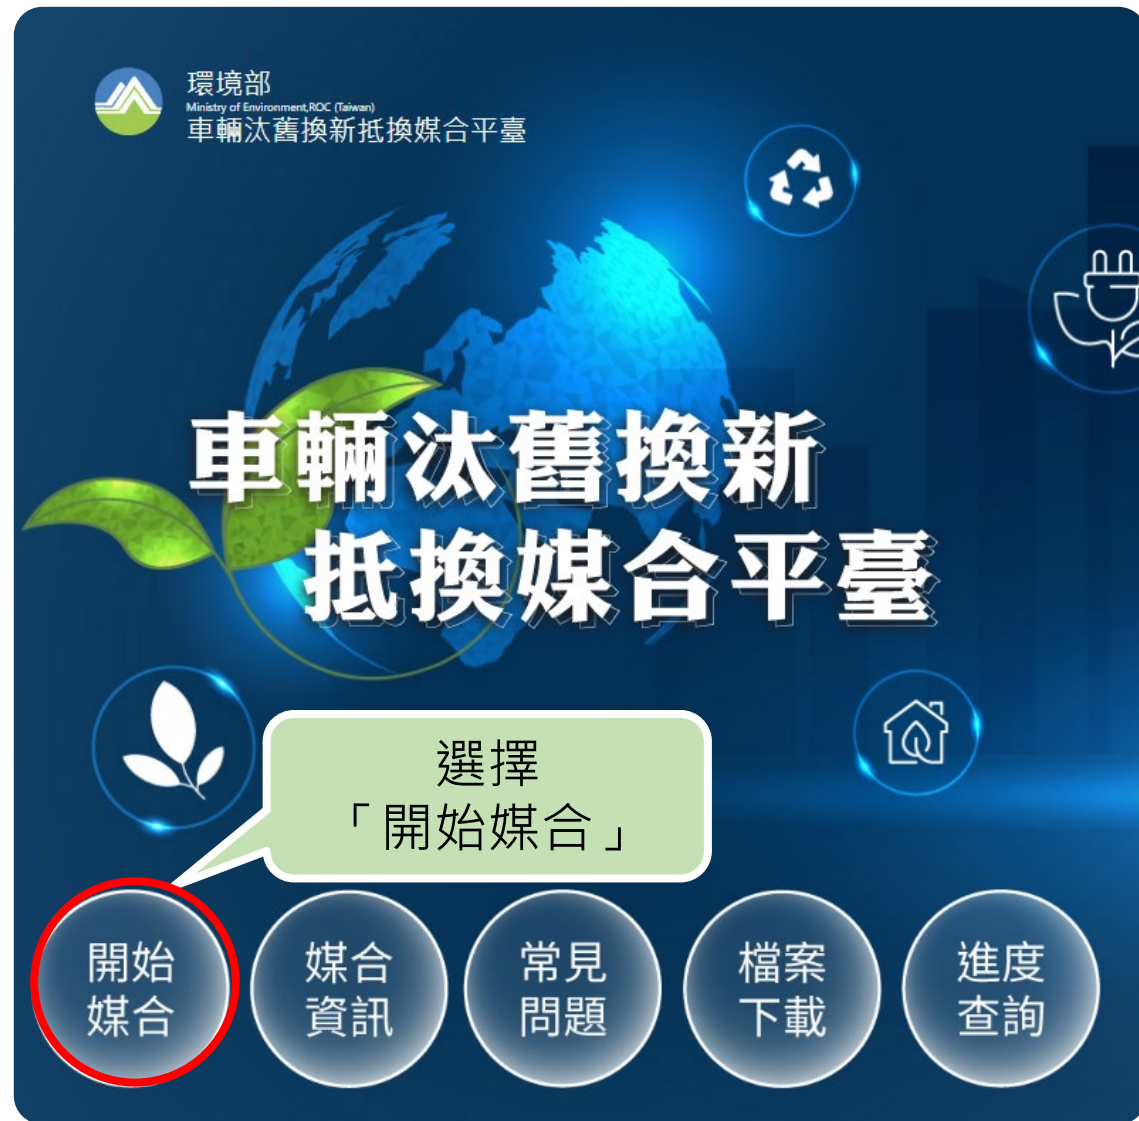 環境部
Ministry of Environment,ROC (Taiwan)
車輛汰舊換新抵換媒合平臺
車輛汰舊換新
抵換媒合平臺
選擇
「開始媒合」
開始
媒合
媒合
資訊
常見
問題
檔案
下載
進度
查詢